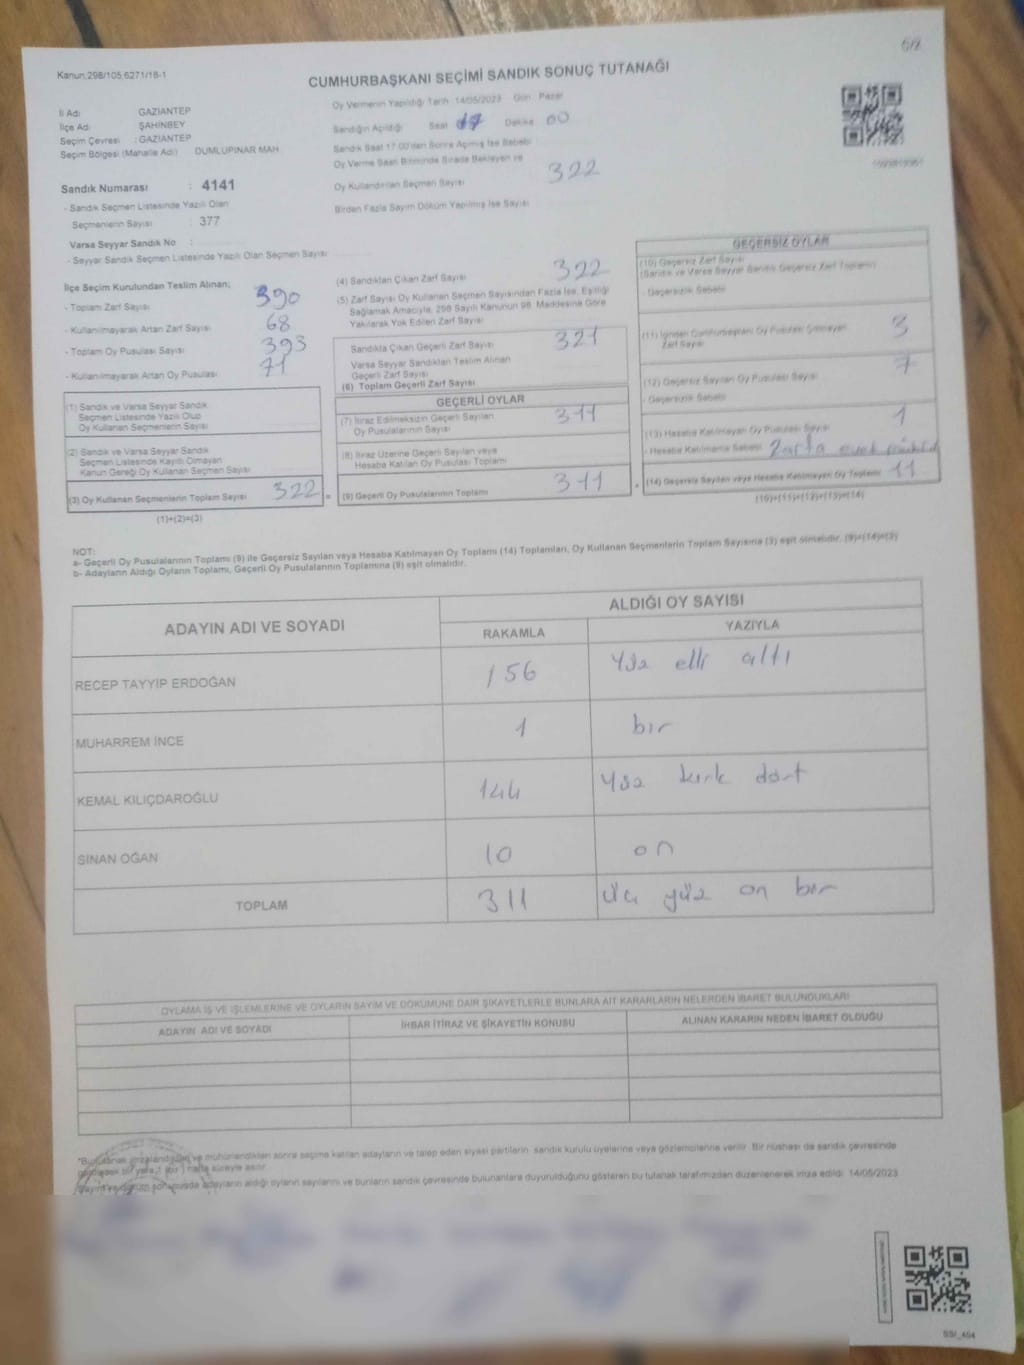 Kanun,298/105,6271/18-1
CUMHURBAŞKANI SEÇİMİ SANDIK SONUÇ TUTANAĞI
İl Adı GAZİANTEP
İlçe Adı ŞAHİNBEY
Seçim Çevresi : GAZİANTEP
Seçim Bölgesi (Mahalle Adı) DUMLUPINAR MAH.
Sandık Numarası : 4141
- Sandık Seçmen Listesinde Yazılı Olan
Seçmenlerin Sayısı : 377
Varsa Seyyar Sandık No :
- Seyyar Sandık Seçmen Listesinde Yazılı Olan Seçmen Sayısı
Oy Vermenin Yapıldığı Tarih :14/05/2023 Gün: Pazar
Sandığın Açıldığı Saat 17 Dakika 00
Sandık Saat 17.00'dan Sonra Açılmış İse Sebebi
Oy Verme Saati Bitiminde Sırada Bekleyen ve
Oy Kullandırılan Seçmen Sayısı 322
Birden Fazla Sayım Döküm Yapılmış İse Sayısı
İlçe Seçim Kurulundan Teslim Alınan;
- Toplam Zarf Sayısı 390
- Kullanılmayarak Artan Zarf Sayısı 68
- Toplam Oy Pusulası Sayısı 393
- Kullanılmayarak Artan Oy Pusulası 71
(1) Sandık ve Varsa Seyyar Sandık
Seçmen Listesinde Yazılı Olup
Oy Kullanan Seçmenlerin Sayısı
(2) Sandık ve Varsa Seyyar Sandık
Seçmen Listesinde Kayıtlı Olmayan
Kanun Gereği Oy Kullanan Seçmen Sayısı
(3) Oy Kullanan Seçmenlerin Toplam Sayısı 322 =
(1)+(2)=(3)
(4) Sandıktan Çıkan Zarf Sayısı 322
(5) Zarf Sayısı Oy Kullanan Seçmen Sayısından Fazla İse, Eşitliği
Sağlamak Amacıyla, 298 Sayılı Kanunun 98. Maddesine Göre
Yakılarak Yok Edilen Zarf Sayısı
Sandıkta Çıkan Geçerli Zarf Sayısı 321
Varsa Seyyar Sandıktan Teslim Alınan
Geçerli Zarf Sayısı
(6) Toplam Geçerli Zarf Sayısı
GEÇERLİ OYLAR
(7) İtiraz Edilmeksizin Geçerli Sayılan
Oy Pusulalarının Sayısı 311
(8) İtiraz Üzerine Geçerli Sayılan veya
Hesaba Katılan Oy Pusulası Toplamı
(9) Geçerli Oy Pusulalarının Toplamı 311 +
GEÇERSİZ OYLAR
(10) Geçersiz Zarf Sayısı
(Sandık ve Varsa Seyyar Sandık Geçersiz Zarf Toplamı)
- Geçersizlik Sebebi
(11) İçinden Cumhurbaşkanı Oy Pusulası Çıkmayan
Zarf Sayısı 3
(12) Geçersiz Sayılan Oy Pusulası Sayısı 7
- Geçersizlik Sebebi
(13) Hesaba Katılmayan Oy Pusulası Sayısı 1
- Hesaba Katılmama Sebebi Zarfta
(14) Geçersiz Sayılan veya Hesaba Katılmayan Oy Toplamı 11
(10)+(11)+(12)+(13)=(14)
NOT:
a- Geçerli Oy Pusulalarının Toplamı (9) ile Geçersiz Sayılan veya Hesaba Katılmayan Oy Toplamı (14) Toplamları, Oy Kullanan Seçmenlerin Toplam Sayısına (3) eşit olmalıdır. (9)+(14)=(3)
b- Adayların Aldığı Oyların Toplamı, Geçerli Oy Pusulalarının Toplamına (9) eşit olmalıdır.
ADAYIN ADI VE SOYADI ALDIĞI OY SAYISI
RAKAMLA YAZIYLA
RECEP TAYYİP ERDOĞAN 156 Yüz elli altı
MUHARREM İNCE 1 bir
KEMAL KILIÇDAROĞLU 144 Yüz kırk dört
SİNAN OĞAN 10 on
TOPLAM 311 üç yüz on bir
OYLAMA İŞ VE İŞLEMLERİNE VE OYLARIN SAYIM VE DÖKÜMÜNE DAİR ŞİKAYETLERLE BUNLARA AİT KARARLARIN NELERDEN İBARET BULUNDUKLARI
ADAYIN ADI VE SOYADI İHBAR İTİRAZ VE ŞİKAYETİN KONUSU ALINAN KARARIN NEDEN İBARET OLDUĞU
*Bu tutanak imzalandıktan ve mühürlendikten sonra seçime katılan adayların ve talep eden siyasi partilerin sandık kurulu üyelerine veya gözlemcilerine verilir. Bir nüshası da sandık çevresinde
görülecek bir yere 1 (bir) hafta süreyle asılır.
Sayım ve döküm sonucunda adayların aldığı oyların sayılarını ve bunların sandık çevresinde bulunanlara duyurulduğunu gösteren bu tutanak tarafımızdan düzenlenerek imza edildi. 14/05/2023